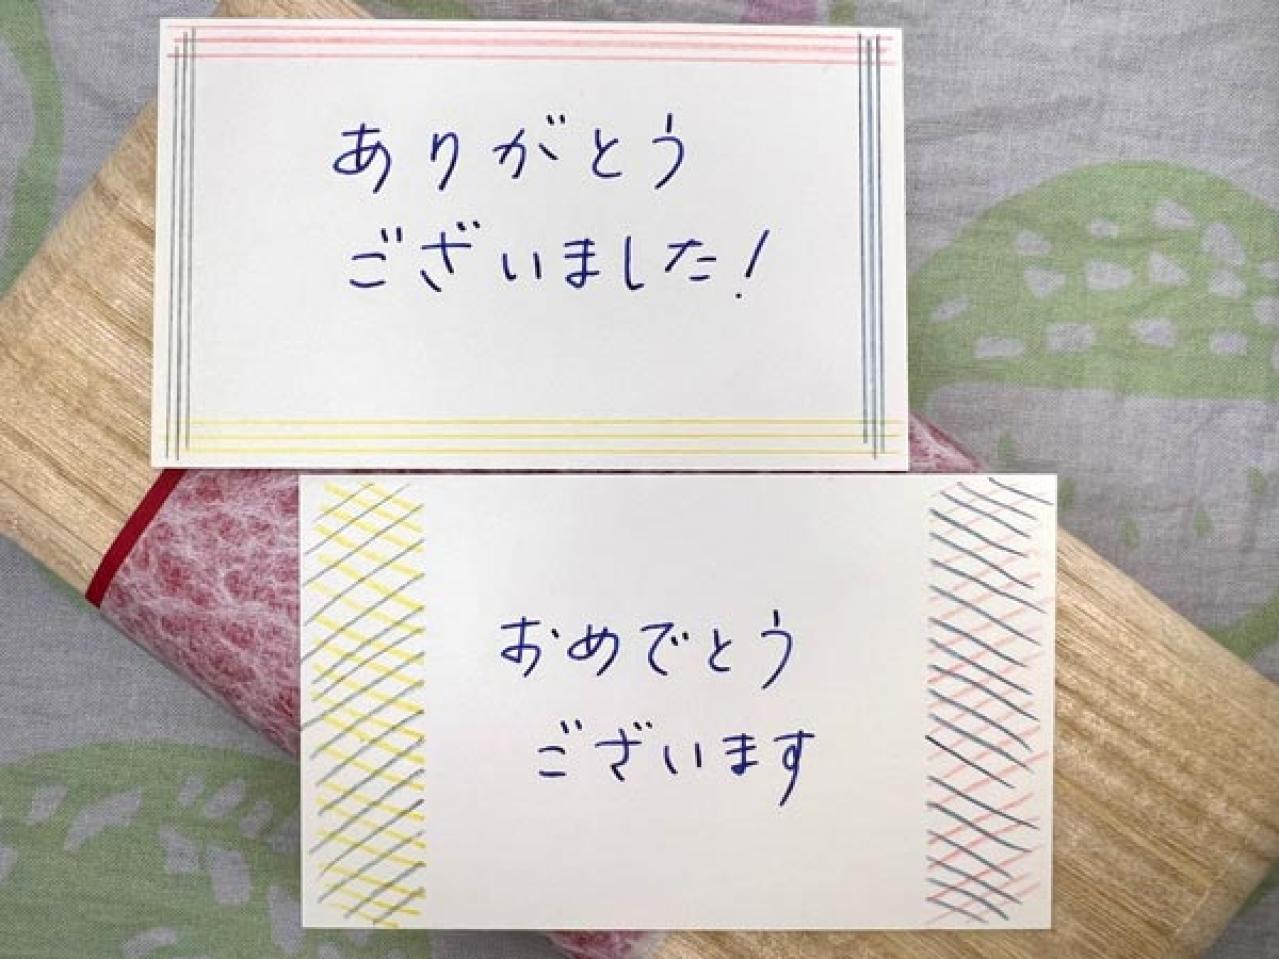 ありがとう
ございました!
おめでとう
ございます